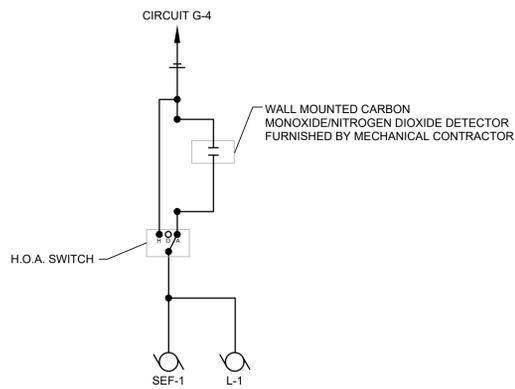 CIRCUIT G-4
WALL MOUNTED CARBON
MONOXIDE/NITROGEN DIOXIDE DETECTOR
FURNISHED BY MECHANICAL CONTRACTOR
H O A
H.O.A. SWITCH
SEF-1
L-1